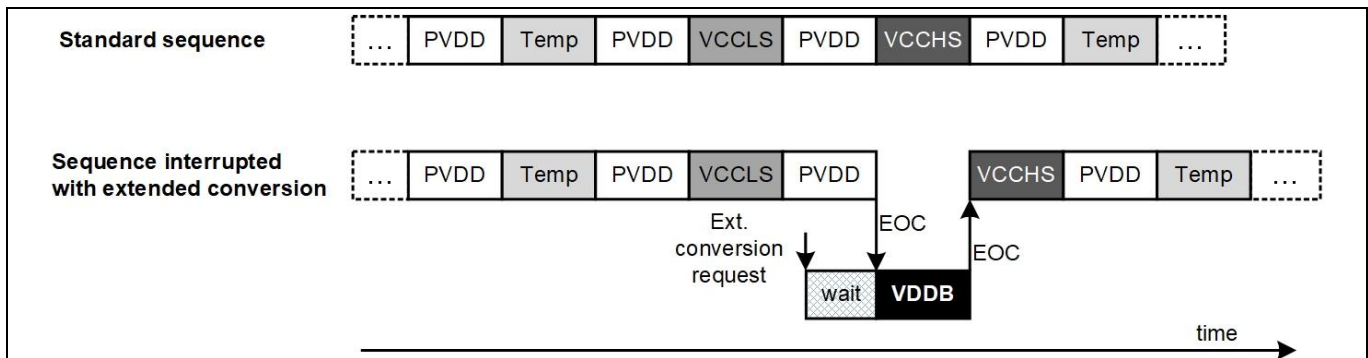 Standard sequence
... PVDD Temp PVDD VCCLS PVDD VCCHS PVDD Temp ...
Sequence interrupted
with extended conversion
... PVDD Temp PVDD VCCLS PVDD VCCHS PVDD Temp ...
Ext.
conversion
request
EOC
EOC
wait VDDB
time